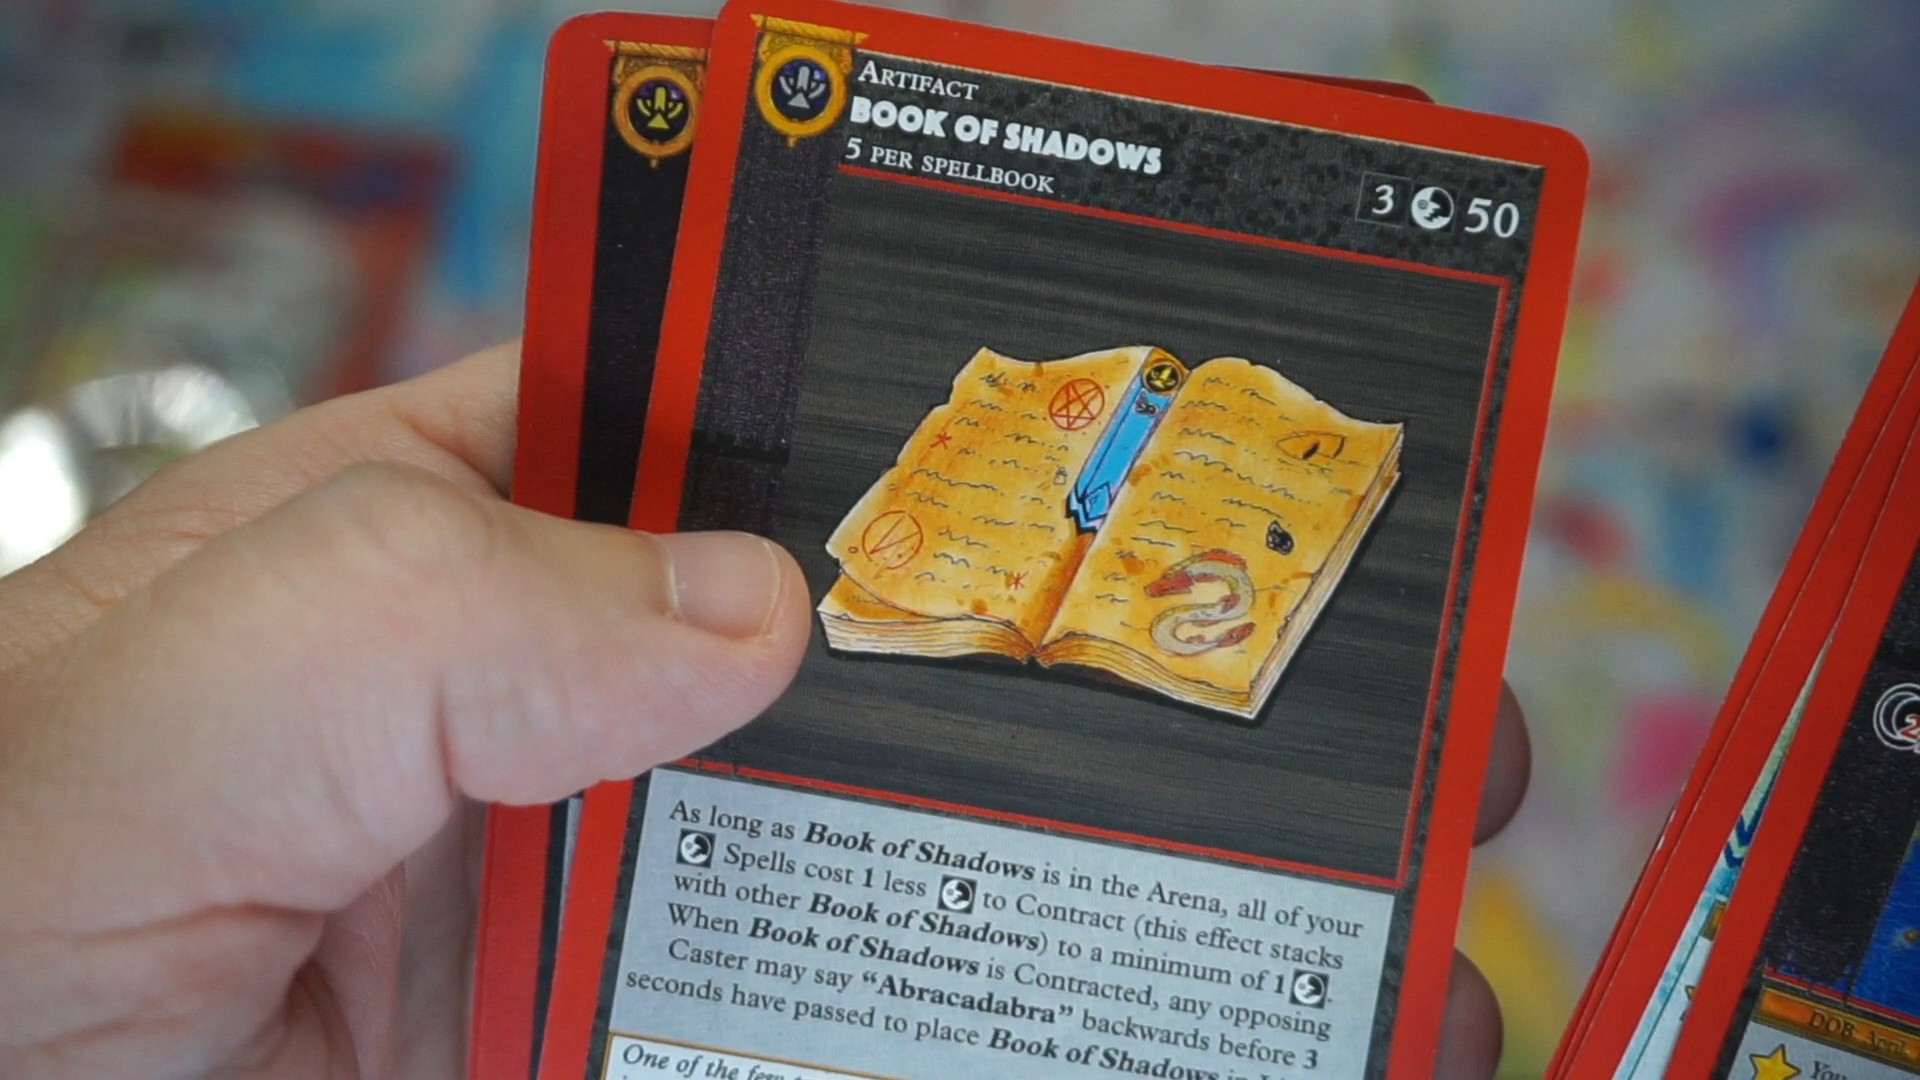 ARTIFACT
BOOK OF SHADOWS
5 PER SPELLBOOK
3 50
As long as Book of Shadows is in the Arena, all of your
Spells cost 1 less to Contract (this effect stacks
with other Book of Shadows) to a minimum of 1 .
When Book of Shadows is Contracted, any opposing
Caster may say “Abracadabra” backwards before 3
seconds have passed to place Book of Shadows in
One of the few
DOB April
You